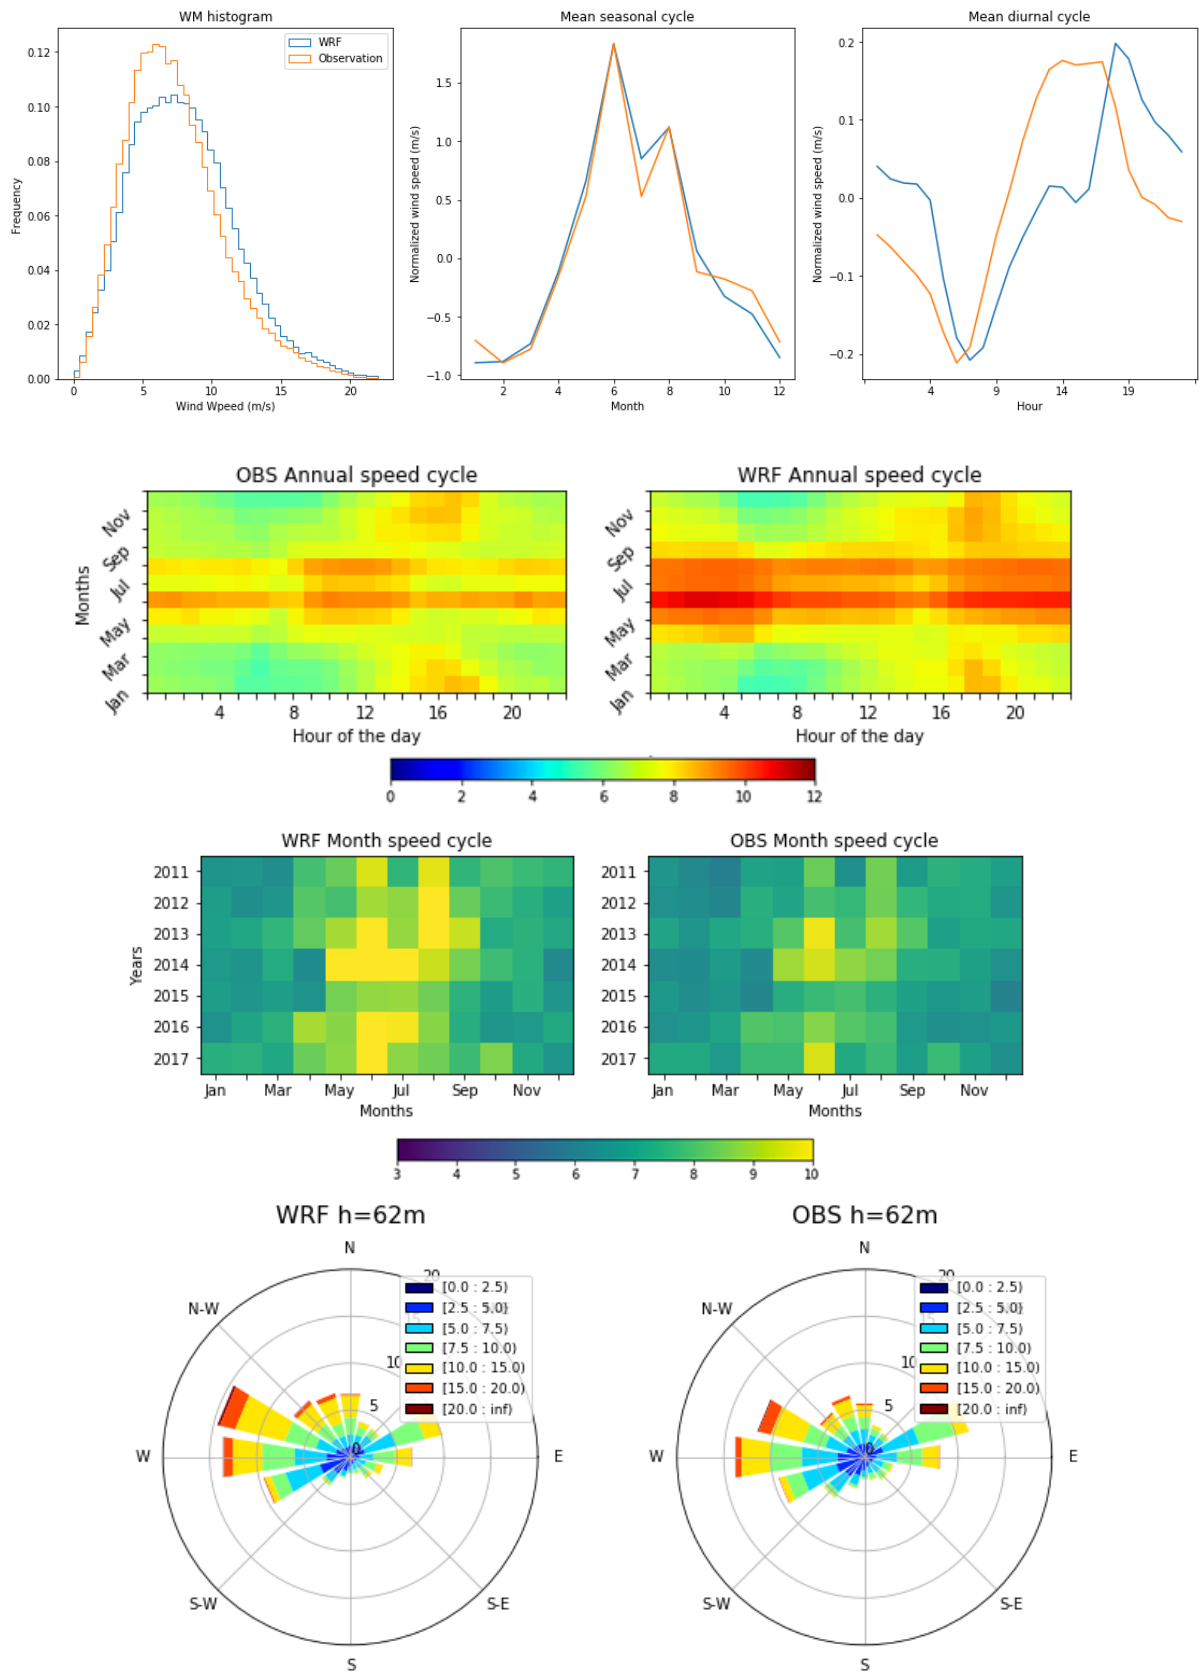 WM histogram
Mean seasonal cycle
Mean diurnal cycle
WRF
Observation
0.12
0.10
0.08
0.06
0.04
0.02
0.00
Frequency
0
5
10
15
20
Wind Wpeed (m/s)
1.5
1.0
0.5
0.0
−0.5
−1.0
Normalized wind speed (m/s)
2
4
6
8
10
12
Month
0.2
0.1
0.0
−0.1
−0.2
Normalized wind speed (m/s)
4
9
14
19
Hour
OBS Annual speed cycle
WRF Annual speed cycle
Nov
Sep
Jul
May
Mar
Jan
Months
4
8
12
16
20
Hour of the day
Nov
Sep
Jul
May
Mar
Jan
4
8
12
16
20
Hour of the day
0
2
4
6
8
10
12
WRF Month speed cycle
OBS Month speed cycle
2011
2012
2013
2014
2015
2016
2017
Years
Jan
Mar
May
Jul
Sep
Nov
Months
2011
2012
2013
2014
2015
2016
2017
Jan
Mar
May
Jul
Sep
Nov
Months
3
4
5
6
7
8
9
10
WRF h=62m
OBS h=62m
N
N-W
W
S-W
S
S-E
E
0
5
10
20
[0.0 : 2.5)
[2.5 : 5.0)
[5.0 : 7.5)
[7.5 : 10.0)
[10.0 : 15.0)
[15.0 : 20.0)
[20.0 : inf)
N
N-W
W
S-W
S
S-E
E
0
5
10
20
[0.0 : 2.5)
[2.5 : 5.0)
[5.0 : 7.5)
[7.5 : 10.0)
[10.0 : 15.0)
[15.0 : 20.0)
[20.0 : inf)